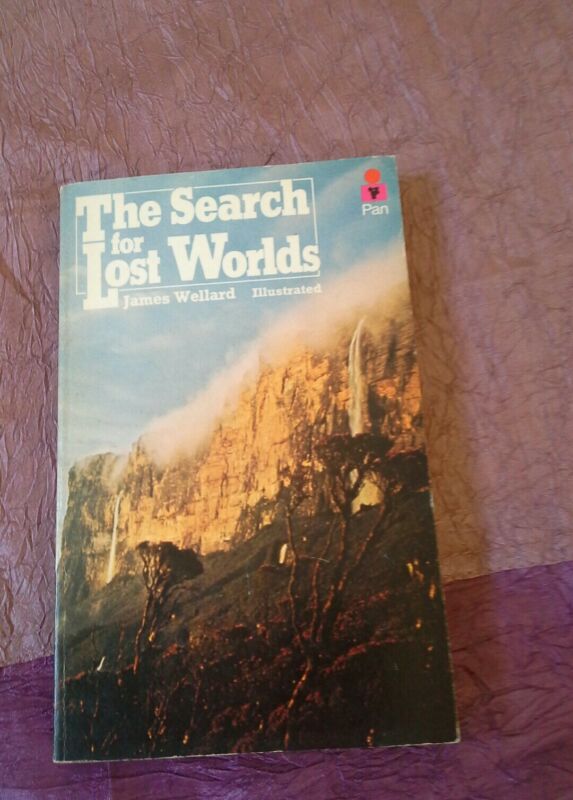 The Search
for
Lost Worlds
James Wellard Illustrated
Pan